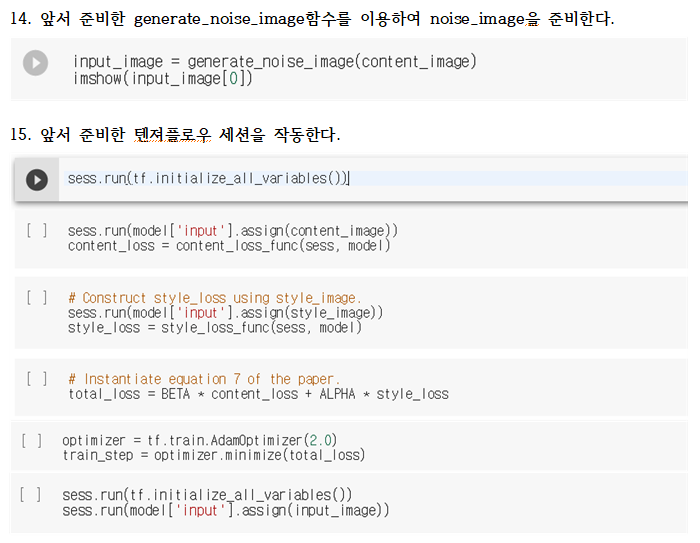 14. 앞서 준비한 generate_noise_image함수를 이용하여 noise_image을 준비한다.
input_image = generate_noise_image(content_image)
imshow(input_image[0])
15. 앞서 준비한 텐져플로우 세션을 작동한다.
sess.run(tf.initialize_all_variables())
[ ] sess.run(model['input'].assign(content_image))
content_loss = content_loss_func(sess, model)
[ ] # Construct style_loss using style_image.
sess.run(model['input'].assign(style_image))
style_loss = style_loss_func(sess, model)
[ ] # Instantiate equation 7 of the paper.
total_loss = BETA * content_loss + ALPHA * style_loss
[ ] optimizer = tf.train.AdamOptimizer(2.0)
train_step = optimizer.minimize(total_loss)
[ ] sess.run(tf.initialize_all_variables())
sess.run(model['input'].assign(input_image))